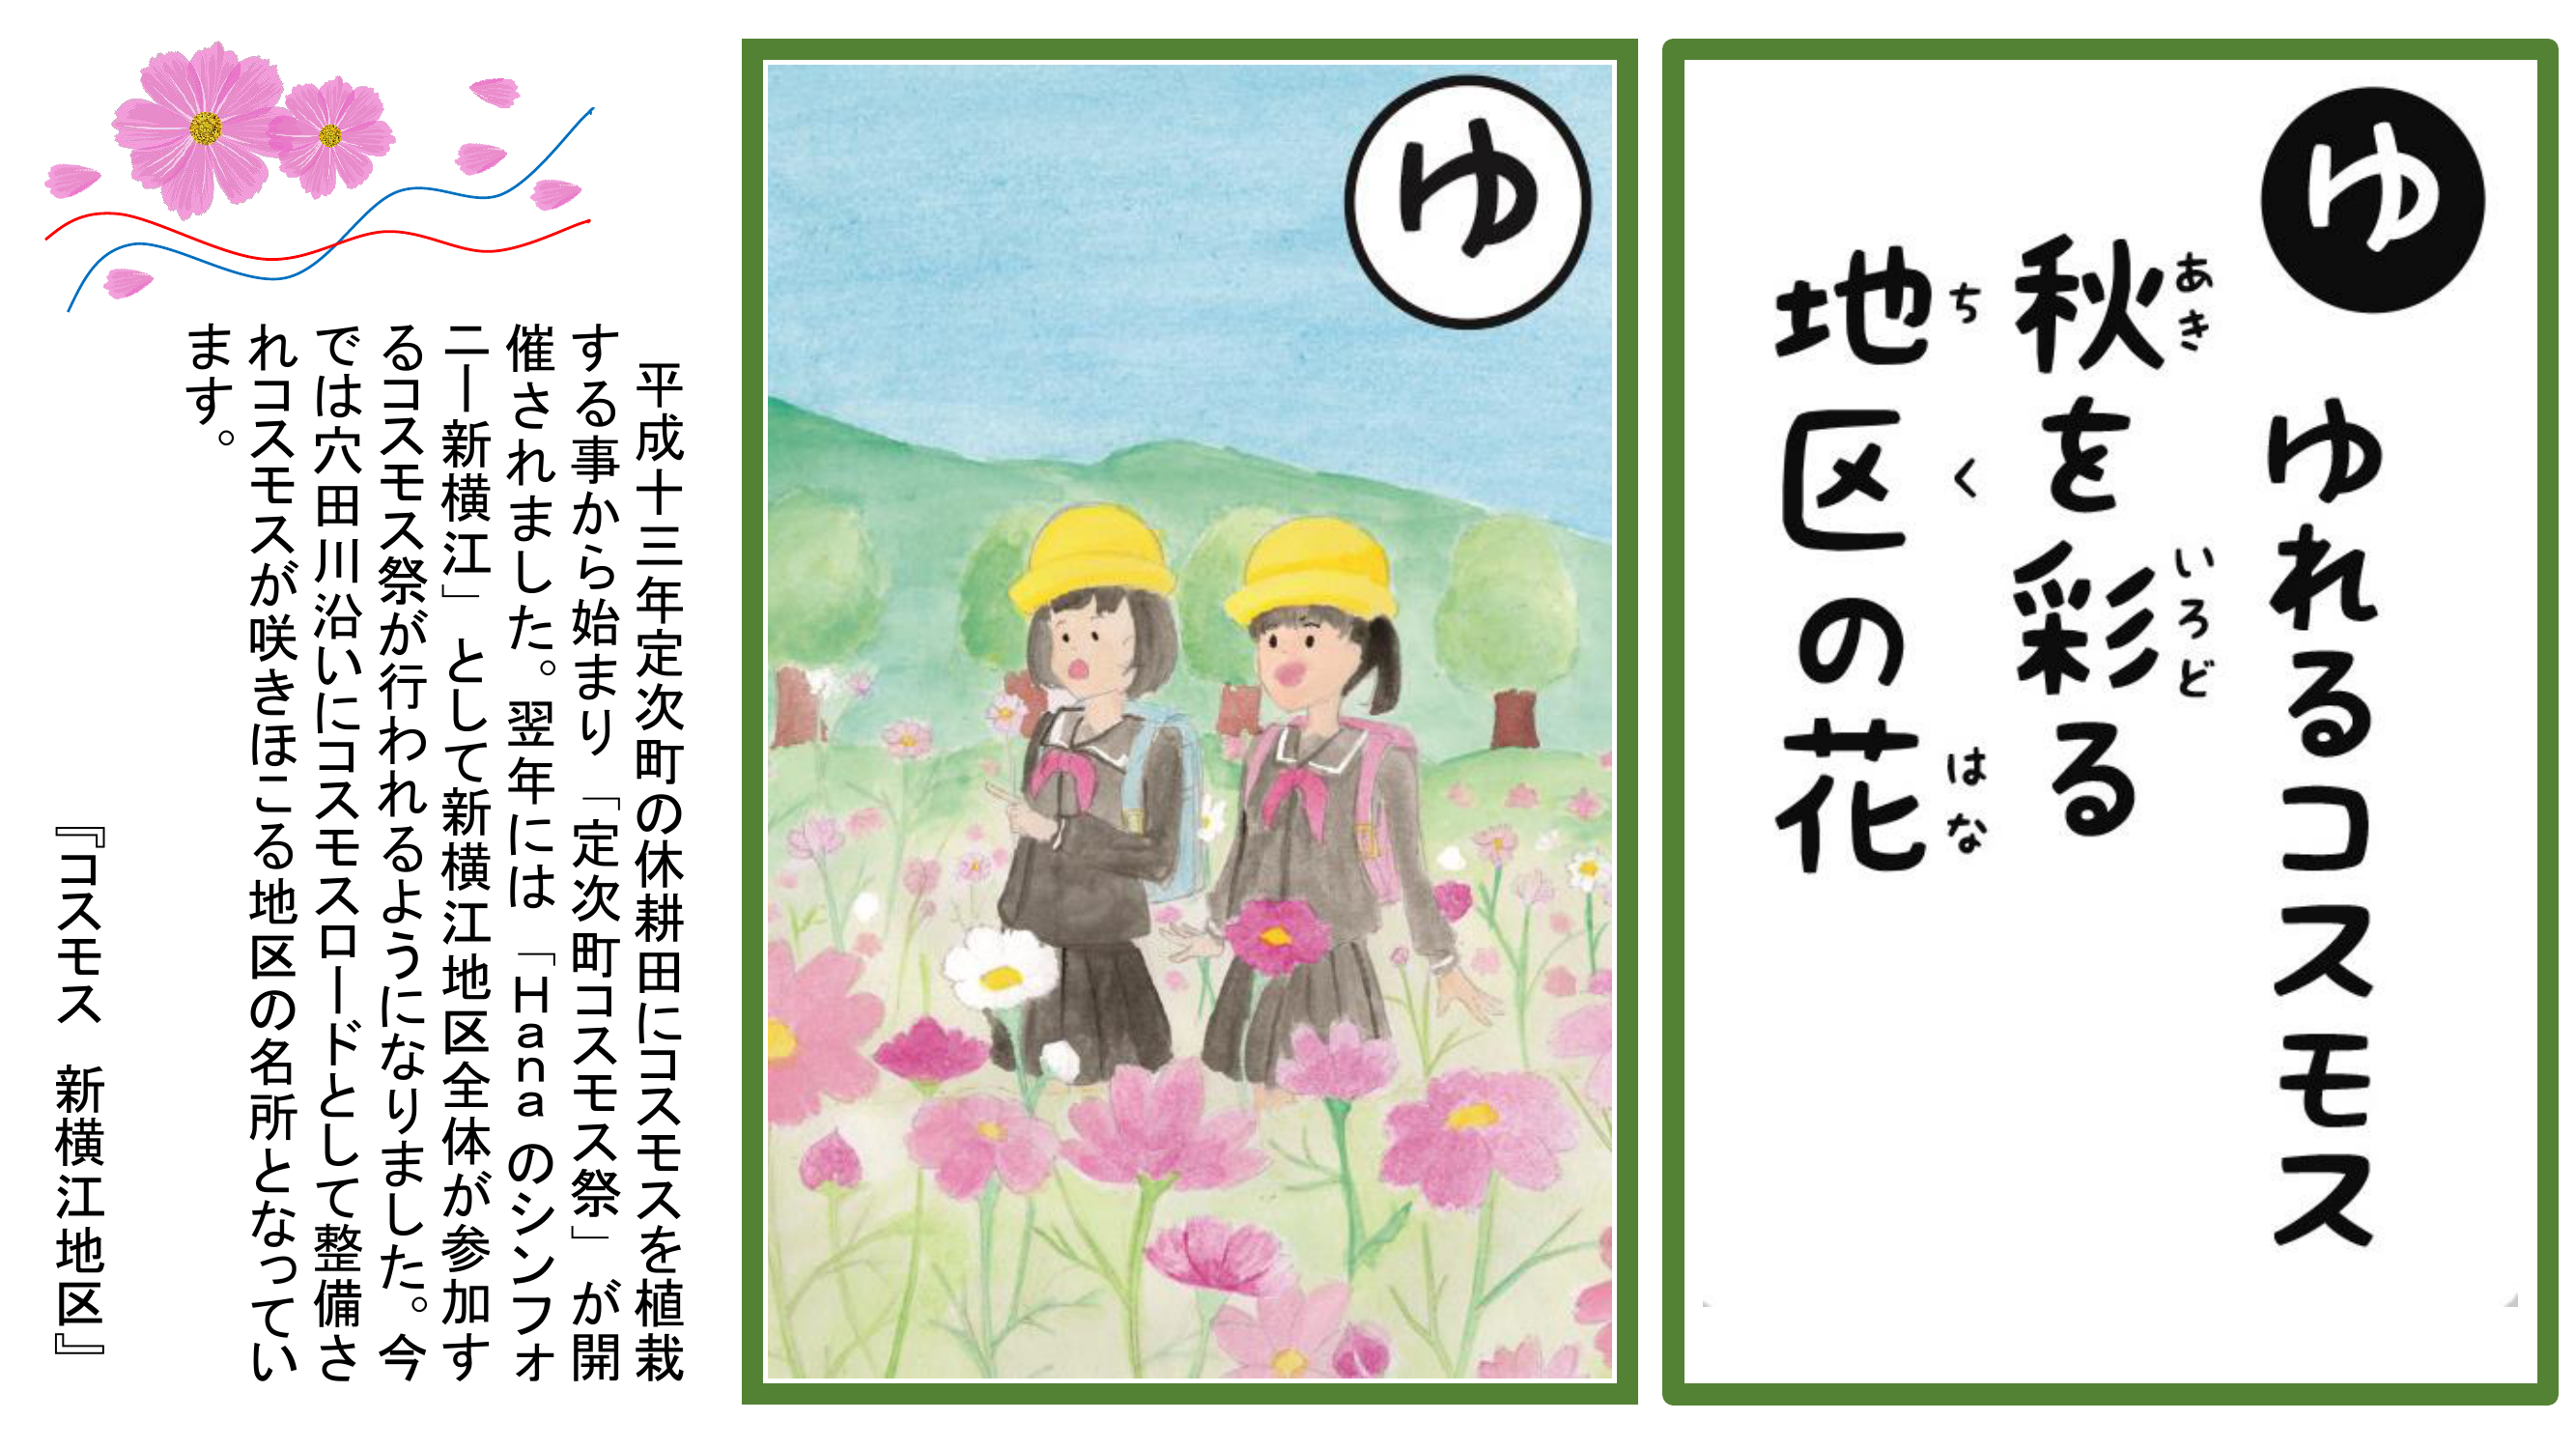 ゆ
ゆれるコスモス
秋を彩る
あき
いろど
地区の花
ち
く
はな
ゆ
平成十三年定次町の休耕田にコスモスを植栽
する事から始まり「定次町コスモス祭」が開
催されました。翌年には「Ｈａｎａのシンフォ
ニー新横江」として新横江地区全体が参加す
るコスモス祭が行われるようになりました。今
では穴田川沿いにコスモスロードとして整備さ
れコスモスが咲きほこる地区の名所となってい
ます。
『コスモス　新横江地区』